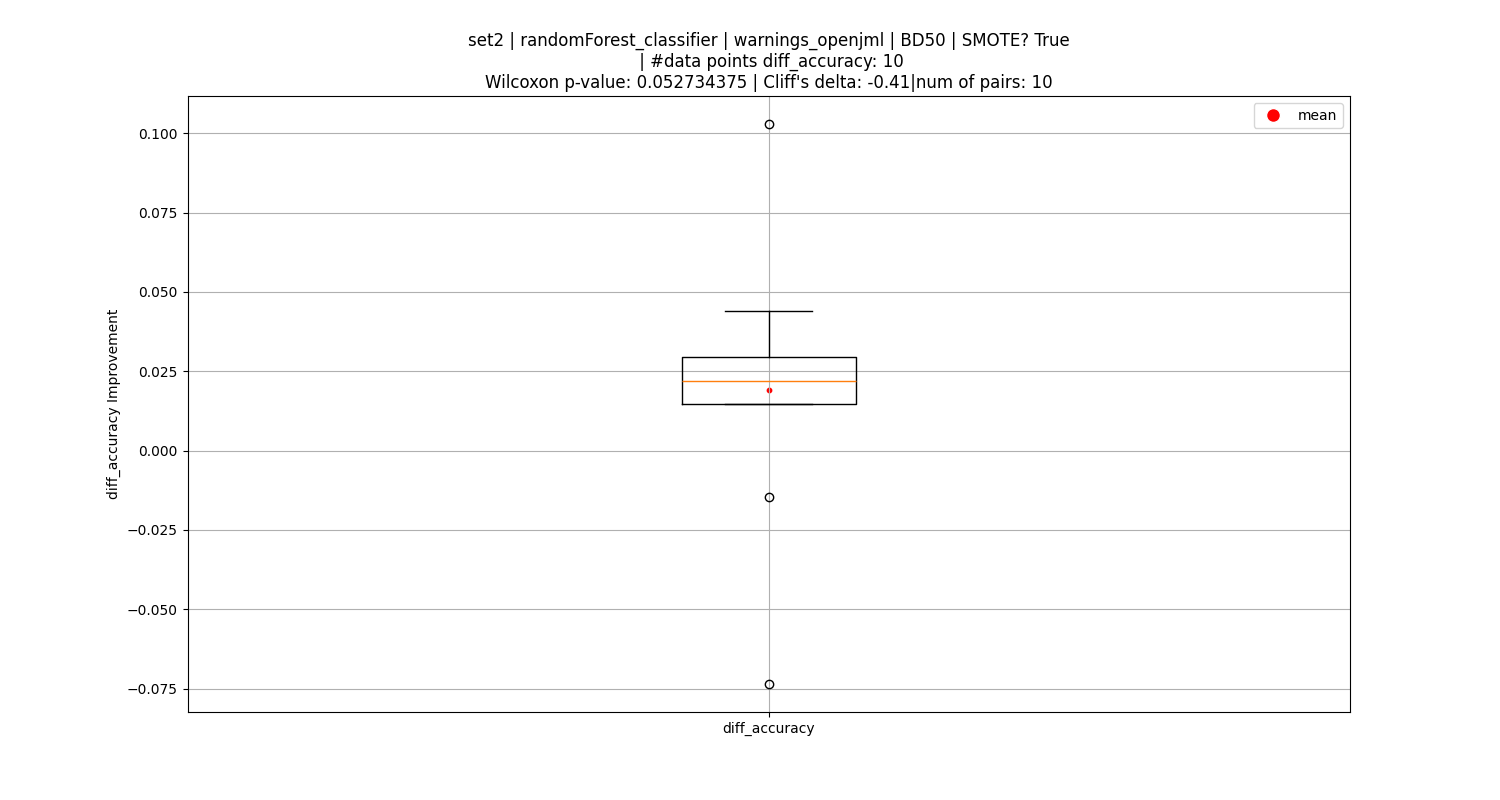 set2 | randomForest_classifier | warnings_openjml | BD50 | SMOTE? True
| #data points diff_accuracy: 10
Wilcoxon p-value: 0.052734375 | Cliff's delta: -0.41|num of pairs: 10
mean
0.100
0.075
0.050
0.025
0.000
−0.025
−0.050
−0.075
diff_accuracy Improvement
diff_accuracy